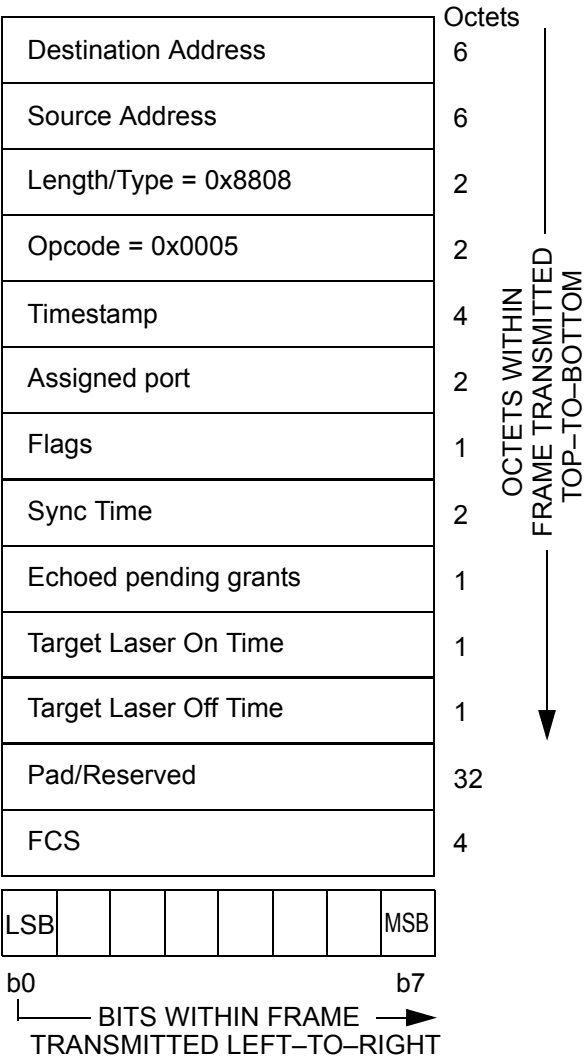 Octets
Destination Address 6
Source Address 6
Length/Type = 0x8808 2
Opcode = 0x0005 2
Timestamp 4
Assigned port 2
Flags 1
Sync Time 2
Echoed pending grants 1
Target Laser On Time 1
Target Laser Off Time 1
Pad/Reserved 32
FCS 4
OCTETS WITHIN
FRAME TRANSMITTED
TOP–TO–BOTTOM
LSB MSB
b0 b7
BITS WITHIN FRAME
TRANSMITTED LEFT–TO–RIGHT